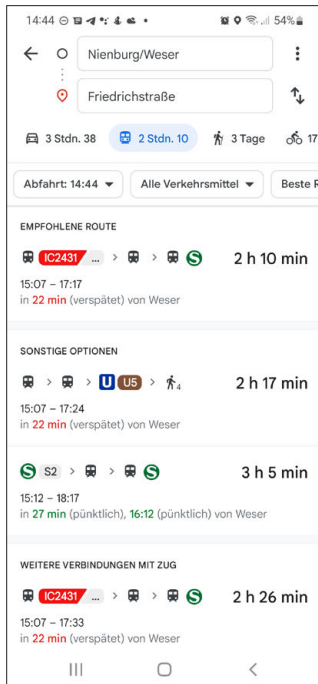 14:44 54%
Nienburg/Weser
Friedrichstraße
3 Stdn. 38 2 Stdn. 10 3 Tage 17
Abfahrt: 14:44 Alle Verkehrsmittel Beste R
EMPFOHLENE ROUTE
IC2431 ... > > S 2 h 10 min
15:07 – 17:17
in 22 min (verspätet) von Weser
SONSTIGE OPTIONEN
> > U U5 > 4 2 h 17 min
15:07 – 17:24
in 22 min (verspätet) von Weser
S S2 > > S 3 h 5 min
15:12 – 18:17
in 27 min (pünktlich), 16:12 (pünktlich) von Weser
WEITERE VERBINDUNGEN MIT ZUG
IC2431 ... > > S 2 h 26 min
15:07 – 17:33
in 22 min (verspätet) von Weser